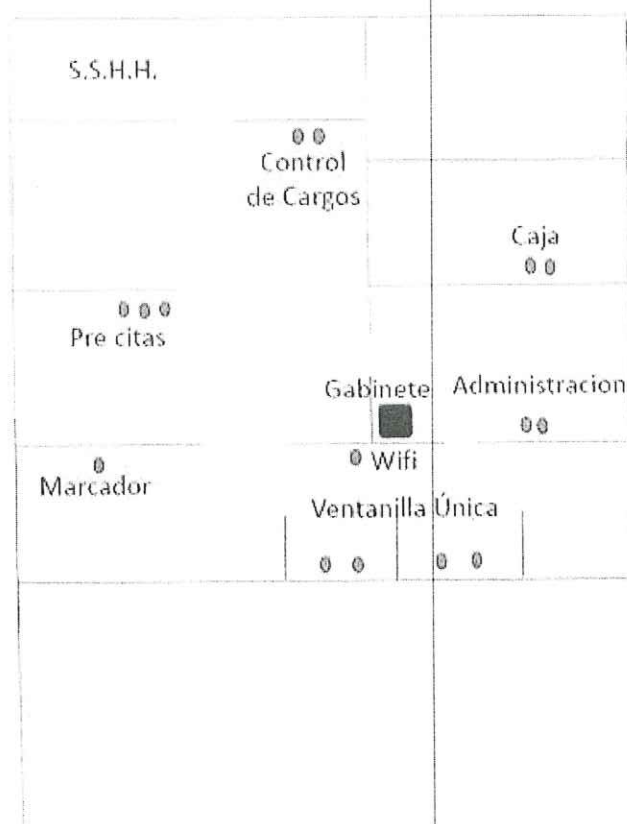 S.S.H.H.
Control
de Cargos
Caja
Pre citas
Gabinete
Administracion
Marcador
Wifi
Ventanilla Única